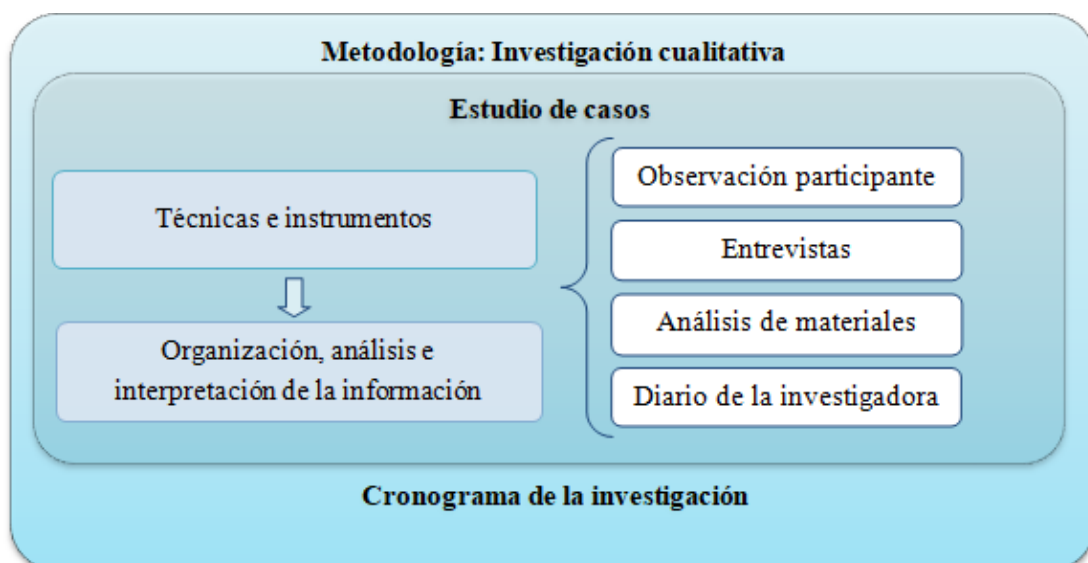 Metodología: Investigación cualitativa
Estudio de casos
Técnicas e instrumentos
Organización, análisis e
interpretación de la información
Observación participante
Entrevistas
Análisis de materiales
Diario de la investigadora
Cronograma de la investigación